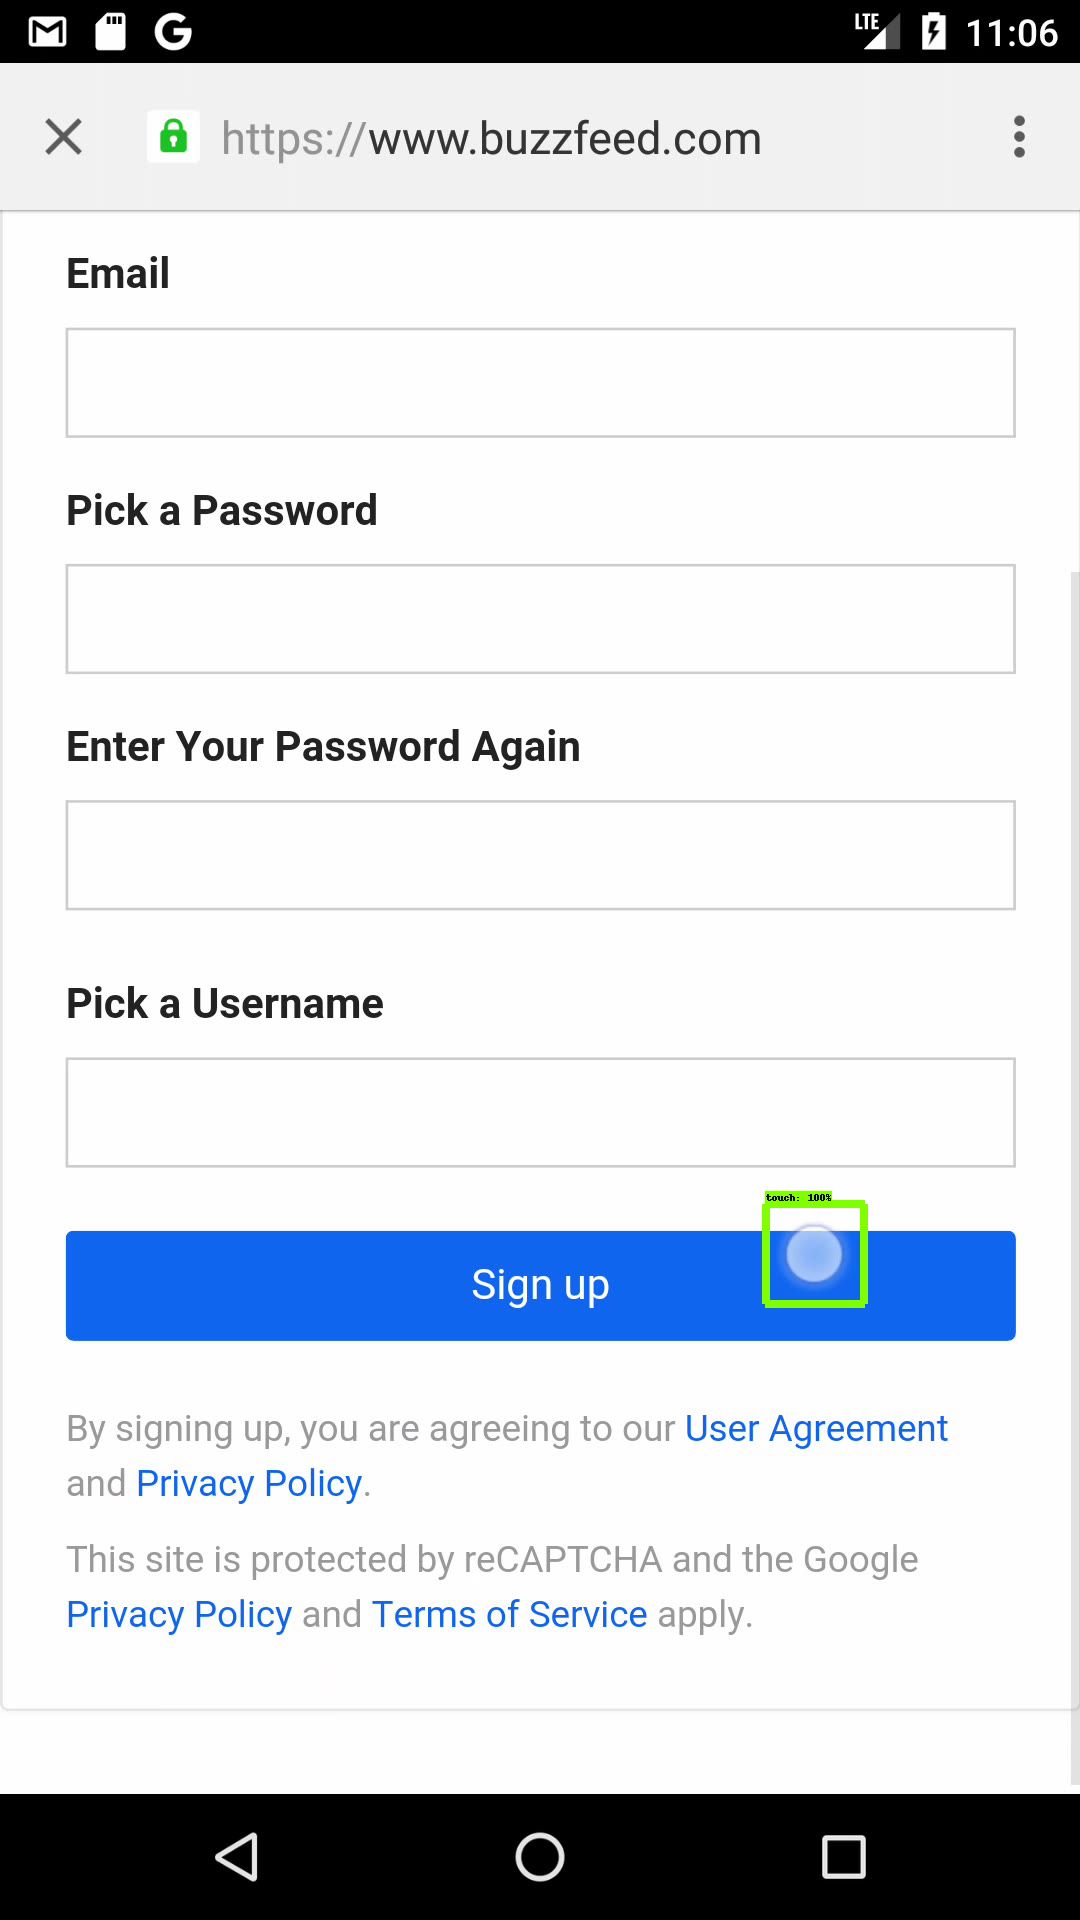 LTE 11:06
https://www.buzzfeed.com
Email
Pick a Password
Enter Your Password Again
Pick a Username
touch: 100%
Sign up
By signing up, you are agreeing to our User Agreement
and Privacy Policy.
This site is protected by reCAPTCHA and the Google
Privacy Policy and Terms of Service apply.